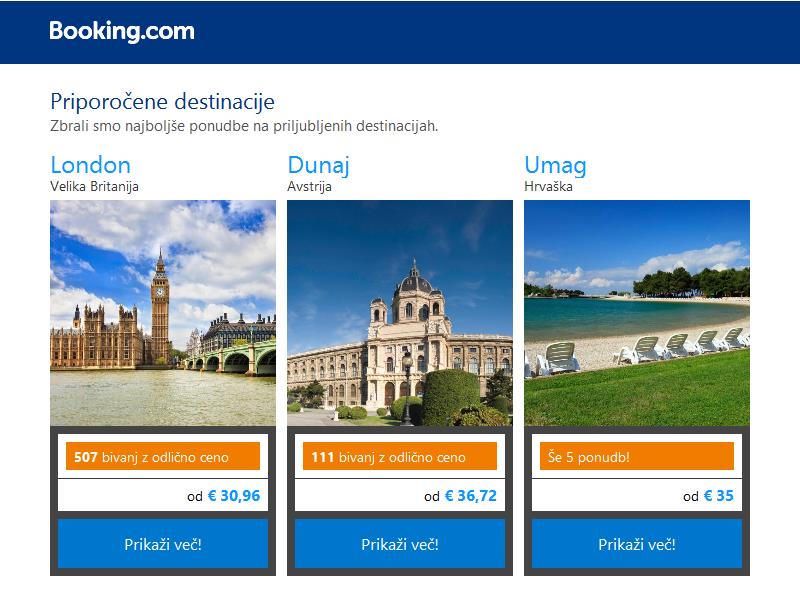 Booking.com
Priporočene destinacije
Zbrali smo najboljše ponudbe na priljubljenih destinacijah.
London
Velika Britanija
507 bivanj z odlično ceno
od € 30,96
Prikaži več!
Dunaj
Avstrija
111 bivanj z odlično ceno
od € 36,72
Prikaži več!
Umag
Hrvaška
Še 5 ponudb!
od € 35
Prikaži več!